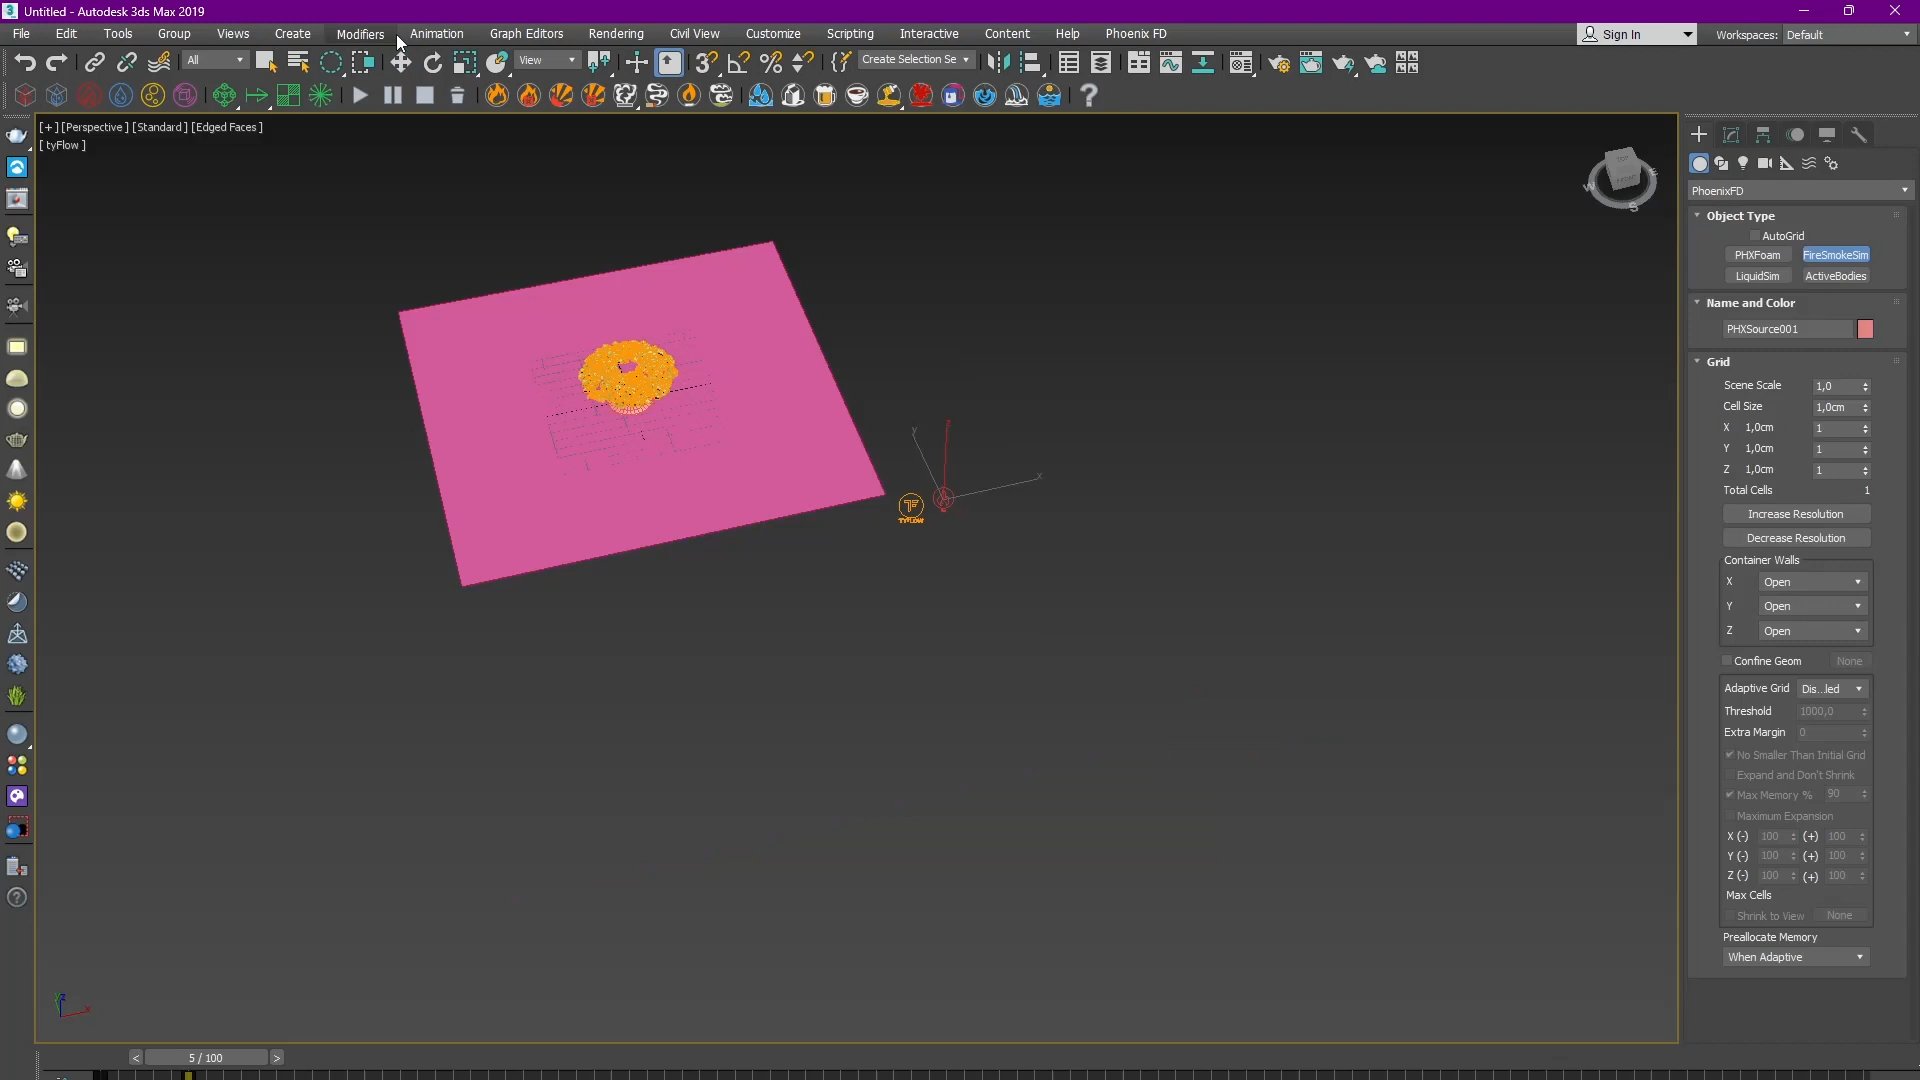 Untitled - Autodesk 3ds Max 2019
File Edit Tools Group Views Create Modifiers Animation Graph Editors Rendering Civil View Customize Scripting Interactive Content Help Phoenix FD Sign In Workspaces: Default
All View Create Selection Se
[+] [Perspective ] [Standard ] [Edged Faces ]
[ tyFlow ]
TOP
FRONT
W
E
S
PhoenixFD
Object Type
AutoGrid
PHXFoam FireSmokeSim
LiquidSim ActiveBodies
Name and Color
PHXSource001
Grid
Scene Scale 1,0
Cell Size 1,0cm
X 1,0cm 1
Y 1,0cm 1
Z 1,0cm 1
Total Cells 1
Increase Resolution
Decrease Resolution
Container Walls
X Open
Y Open
Z Open
Confine Geom None
Adaptive Grid Dis...led
Threshold 1000,0
Extra Margin 0
No Smaller Than Initial Grid
Expand and Don't Shrink
Max Memory % 90
Maximum Expansion
X (-) 100 (+) 100
Y (-) 100 (+) 100
Z (-) 100 (+) 100
Max Cells
Shrink to View None
Preallocate Memory
When Adaptive
y
x
TF
TYFLOW
z
x
< 5 / 100 >